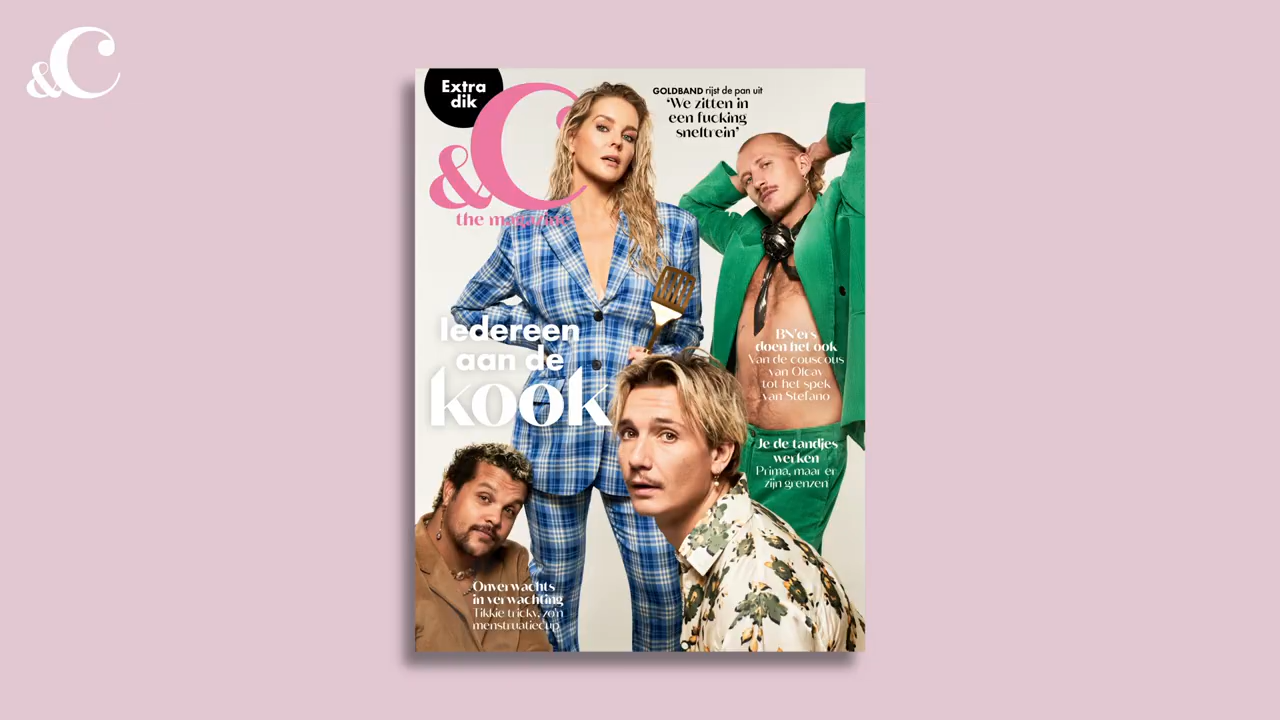 &C
Extra
dik
&C
the magazine
GOLDBAND rijst de pan uit
‘We zitten in
een fucking
sneltrein’
Iedereen
aan de
kook
BN’ers
doen het ook
Van de couscous
van Olcay
tot het spek
van Stefano
Je de tandjes
werken
Prima, maar er
zijn grenzen
Onverwachts
in verwachting
Tikkie tricky, zo’n
menstruatiecup